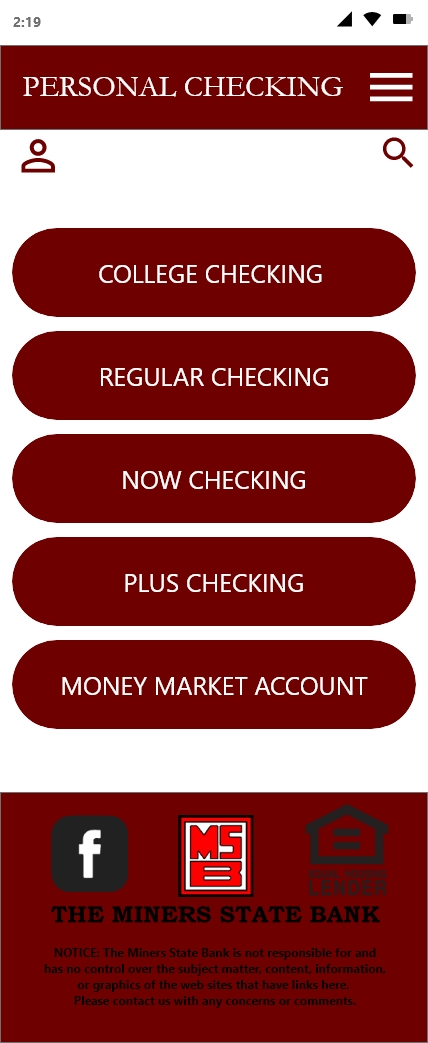 2:19
PERSONAL CHECKING
COLLEGE CHECKING
REGULAR CHECKING
NOW CHECKING
PLUS CHECKING
MONEY MARKET ACCOUNT
f
MSB
LENDER
THE MINERS STATE BANK
NOTICE: The Miners State Bank is not responsible for and
has no control over the subject matter, content, information,
or graphics of the web sites that have links here.
Please contact us with any concerns or comments.